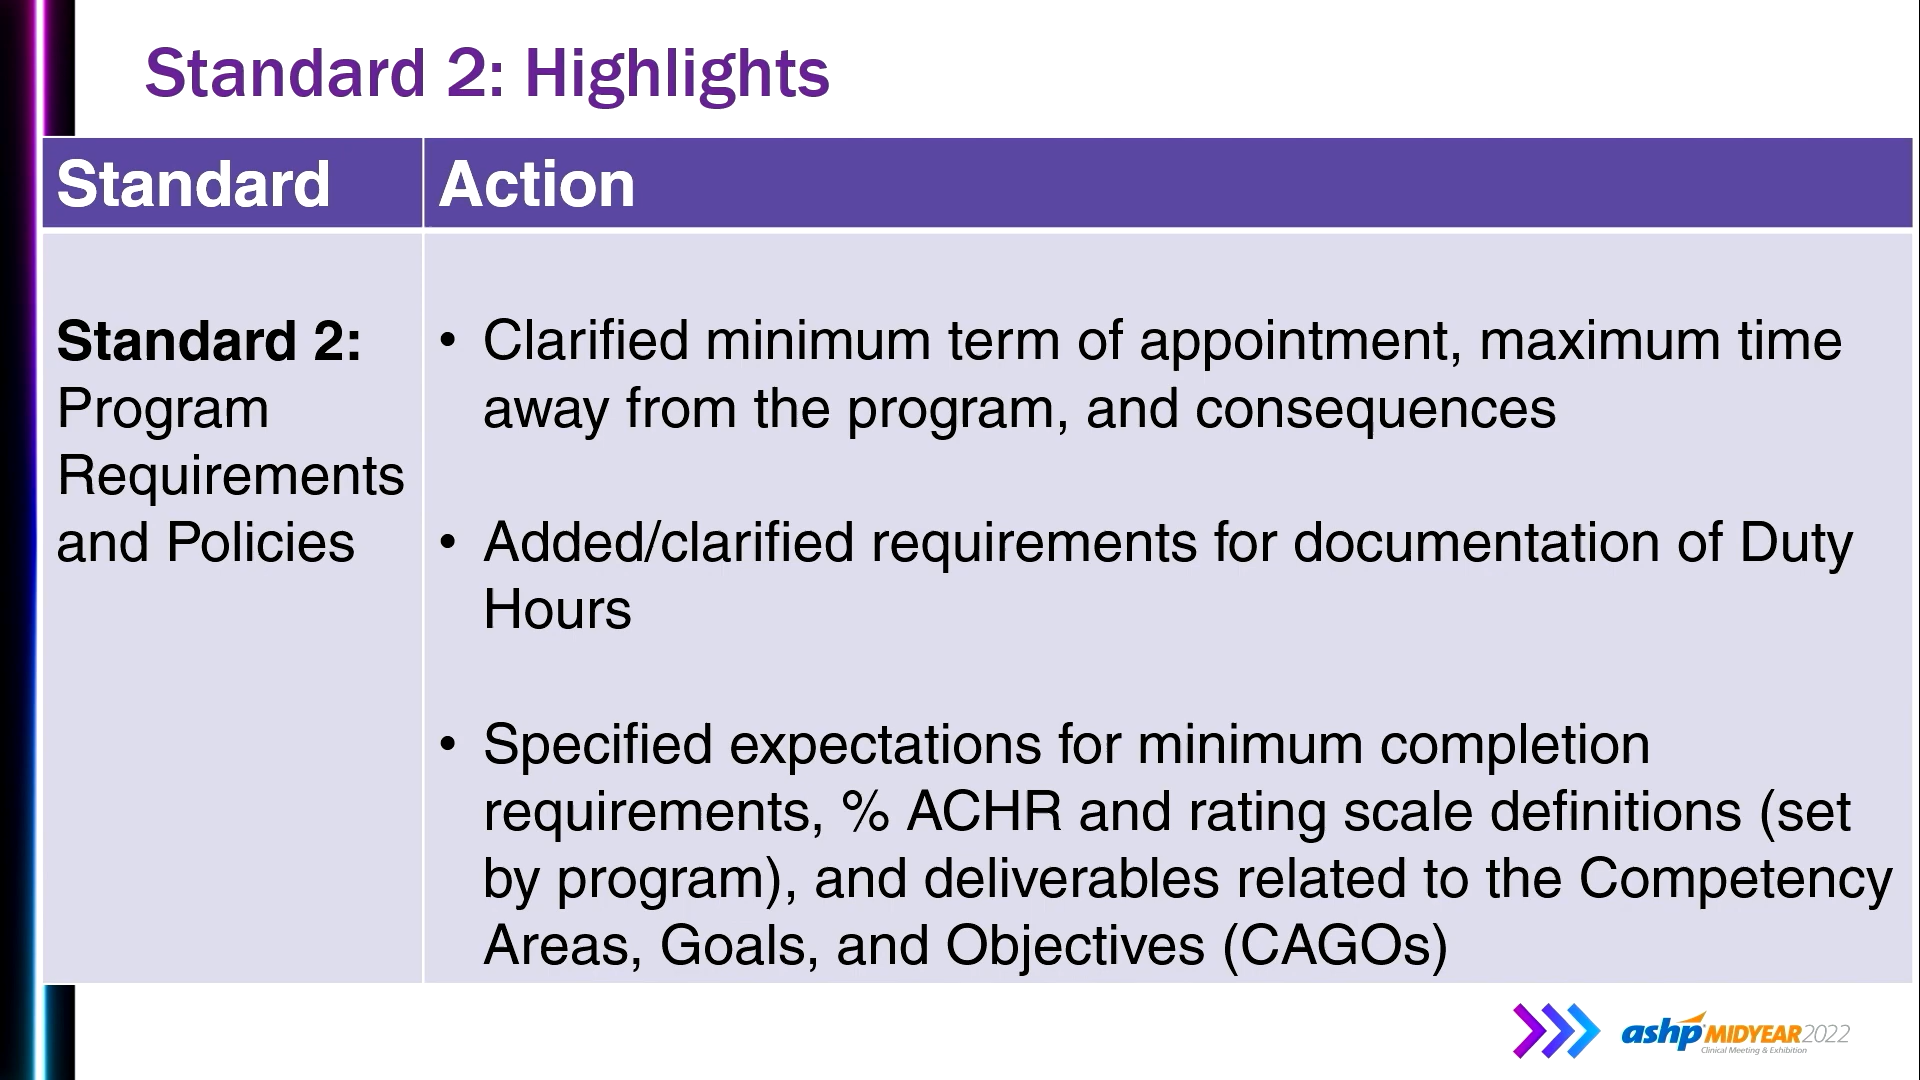 Standard 2: Highlights
Standard
Action
Standard 2:
Program
Requirements
and Policies
• Clarified minimum term of appointment, maximum time
away from the program, and consequences
• Added/clarified requirements for documentation of Duty
Hours
• Specified expectations for minimum completion
requirements, % ACHR and rating scale definitions (set
by program), and deliverables related to the Competency
Areas, Goals, and Objectives (CAGOs)
ashp MIDYEAR2022
Clinical Meeting & Exhibition